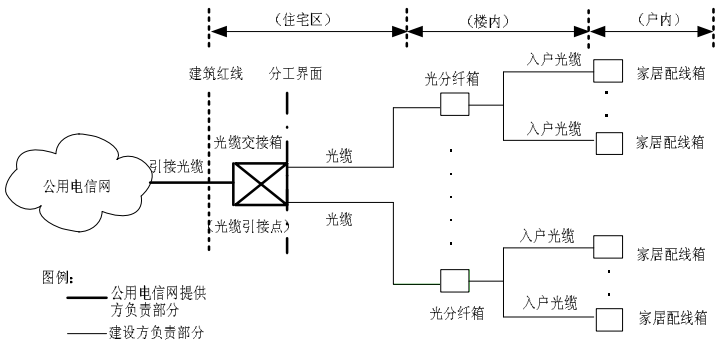 （住宅区）
（楼内）
（户内）
建筑红线
分工界面
入户光缆
家居配线箱
光分纤箱
光缆交接箱
入户光缆
家居配线箱
引接光缆
光缆
公用电信网
（光缆引接点）
光缆
入户光缆
家居配线箱
图例：
公用电信网提供
方负责部分
光分纤箱
入户光缆
家居配线箱
建设方负责部分